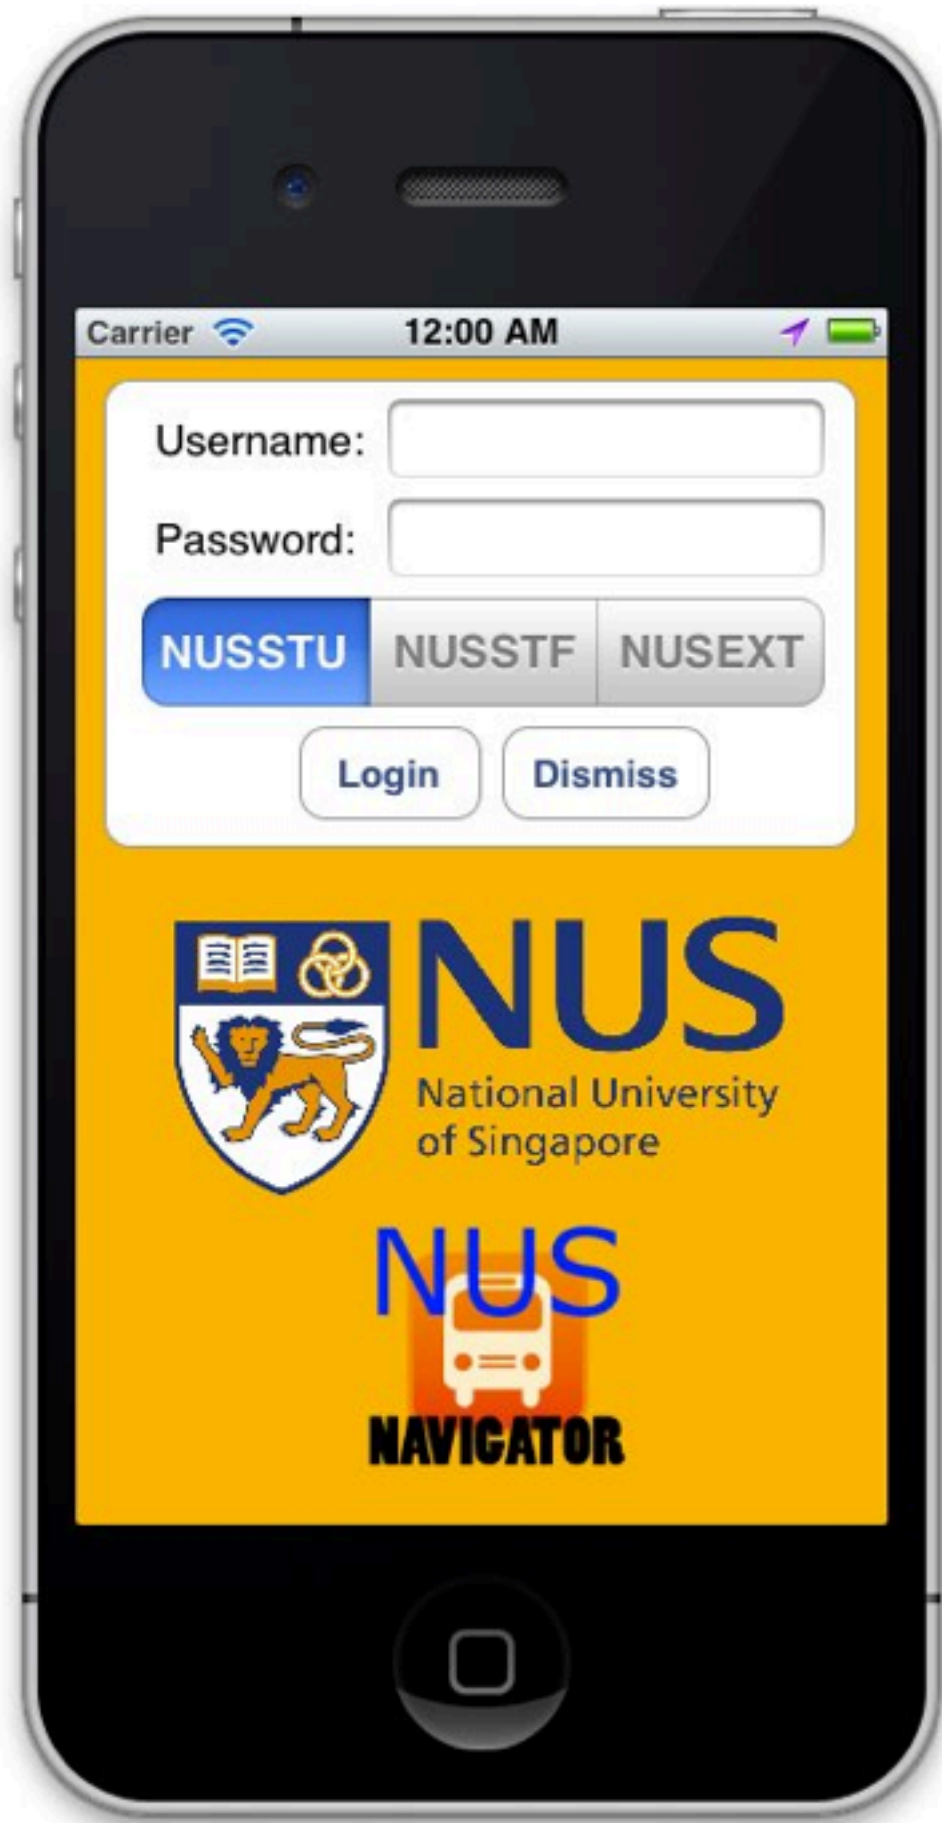 Carrier 12:00 AM
Username:
Password:
NUSSTU NUSSTF NUSEXT
Login Dismiss
NUS
National University
of Singapore
NUS
NAVIGATOR